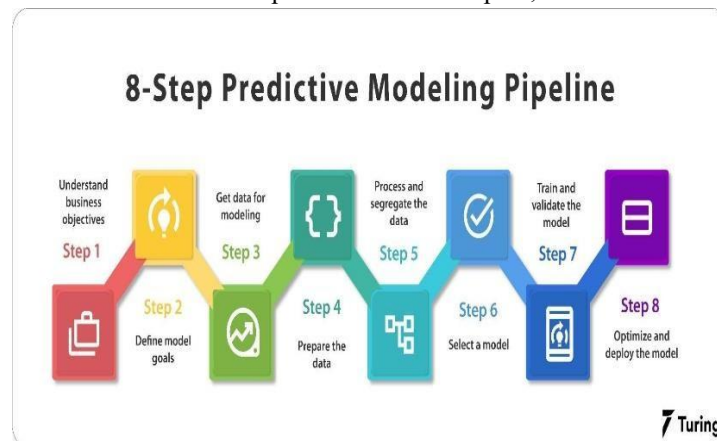 8-Step Predictive Modeling Pipeline
Understand
business
objectives
Step 1
Step 2
Define model
goals
Get data for
modeling
Step 3
Step 4
Prepare the
data
Process and
segregate the
data
Step 5
Step 6
Select a model
Train and
validate the
model
Step 7
Step 8
Optimize and
deploy the model
Turing